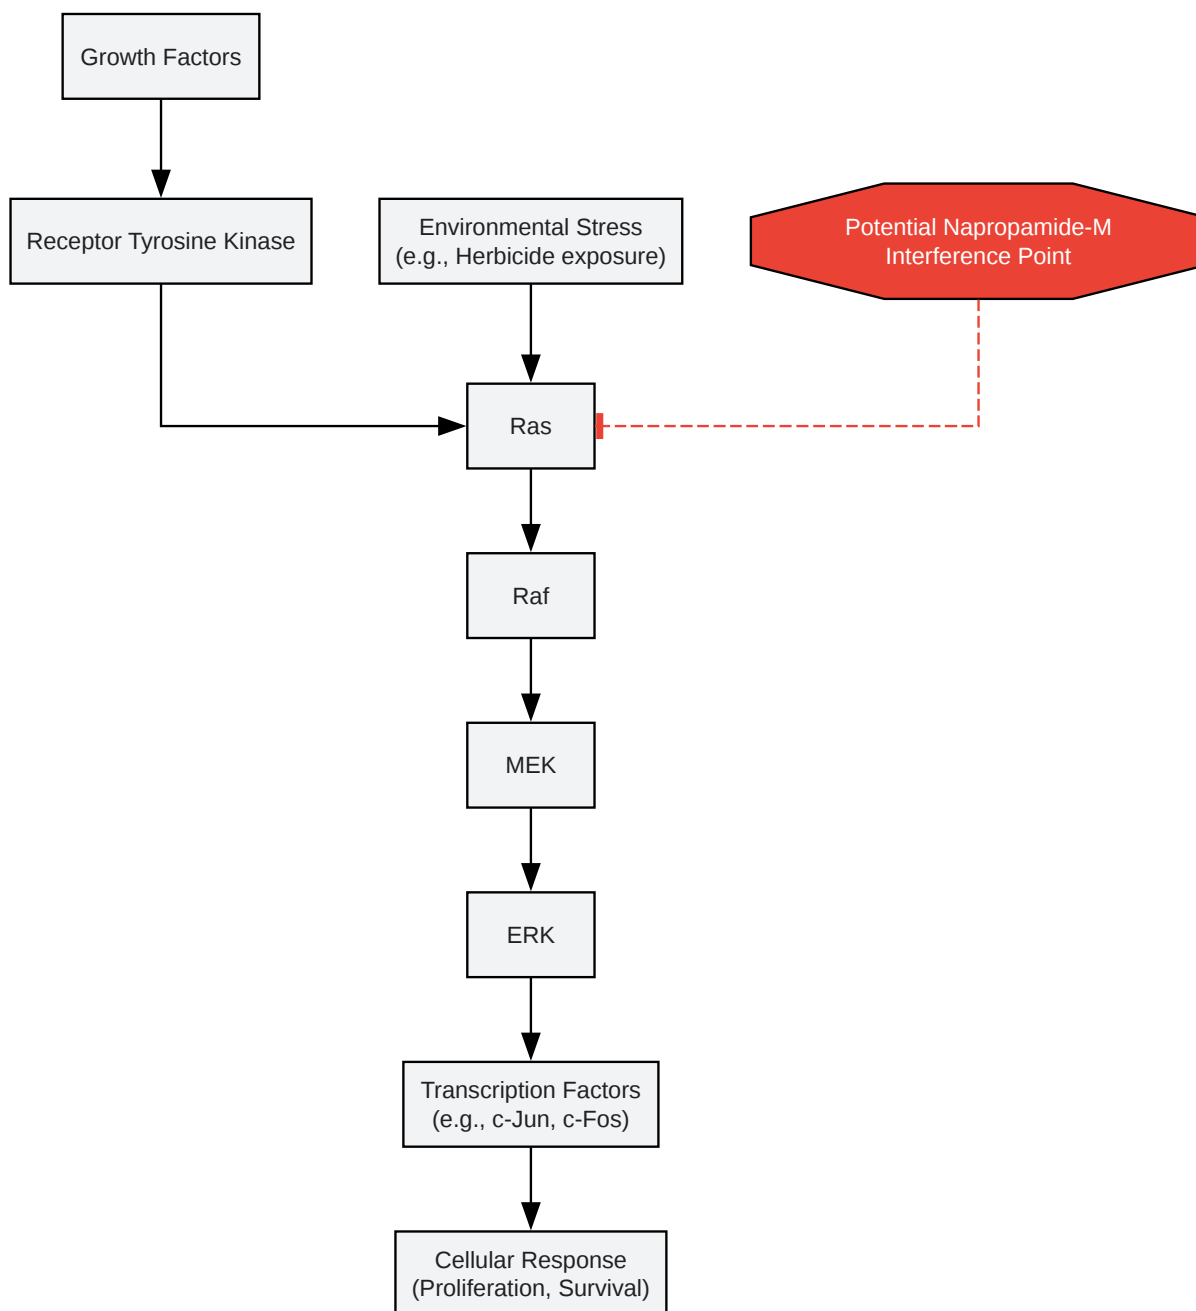 Growth Factors
Receptor Tyrosine Kinase
Environmental Stress
(e.g., Herbicide exposure)
Potential Napropamide-M
Interference Point
Ras
Raf
MEK
ERK
Transcription Factors
(e.g., c-Jun, c-Fos)
Cellular Response
(Proliferation, Survival)